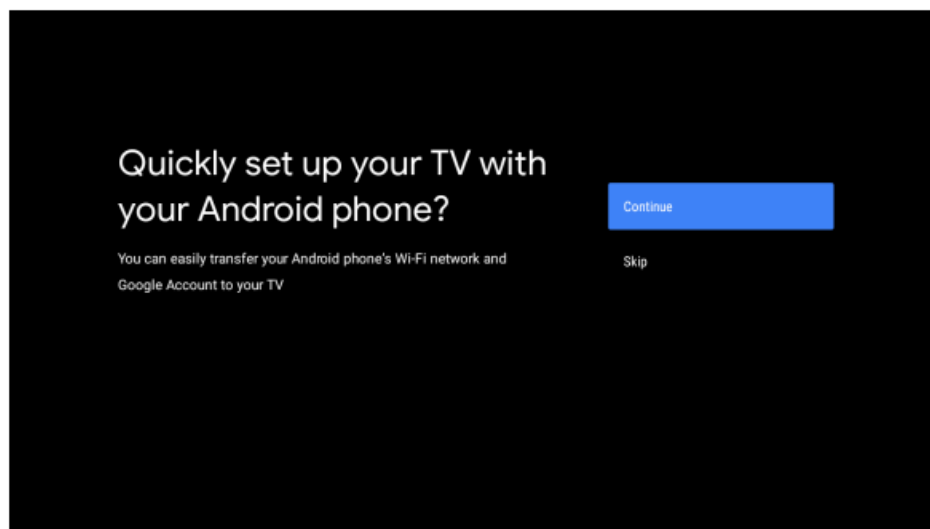 Quickly set up your TV with
your Android phone?
You can easily transfer your Android phone's Wi-Fi network and
Google Account to your TV
Continue
Skip